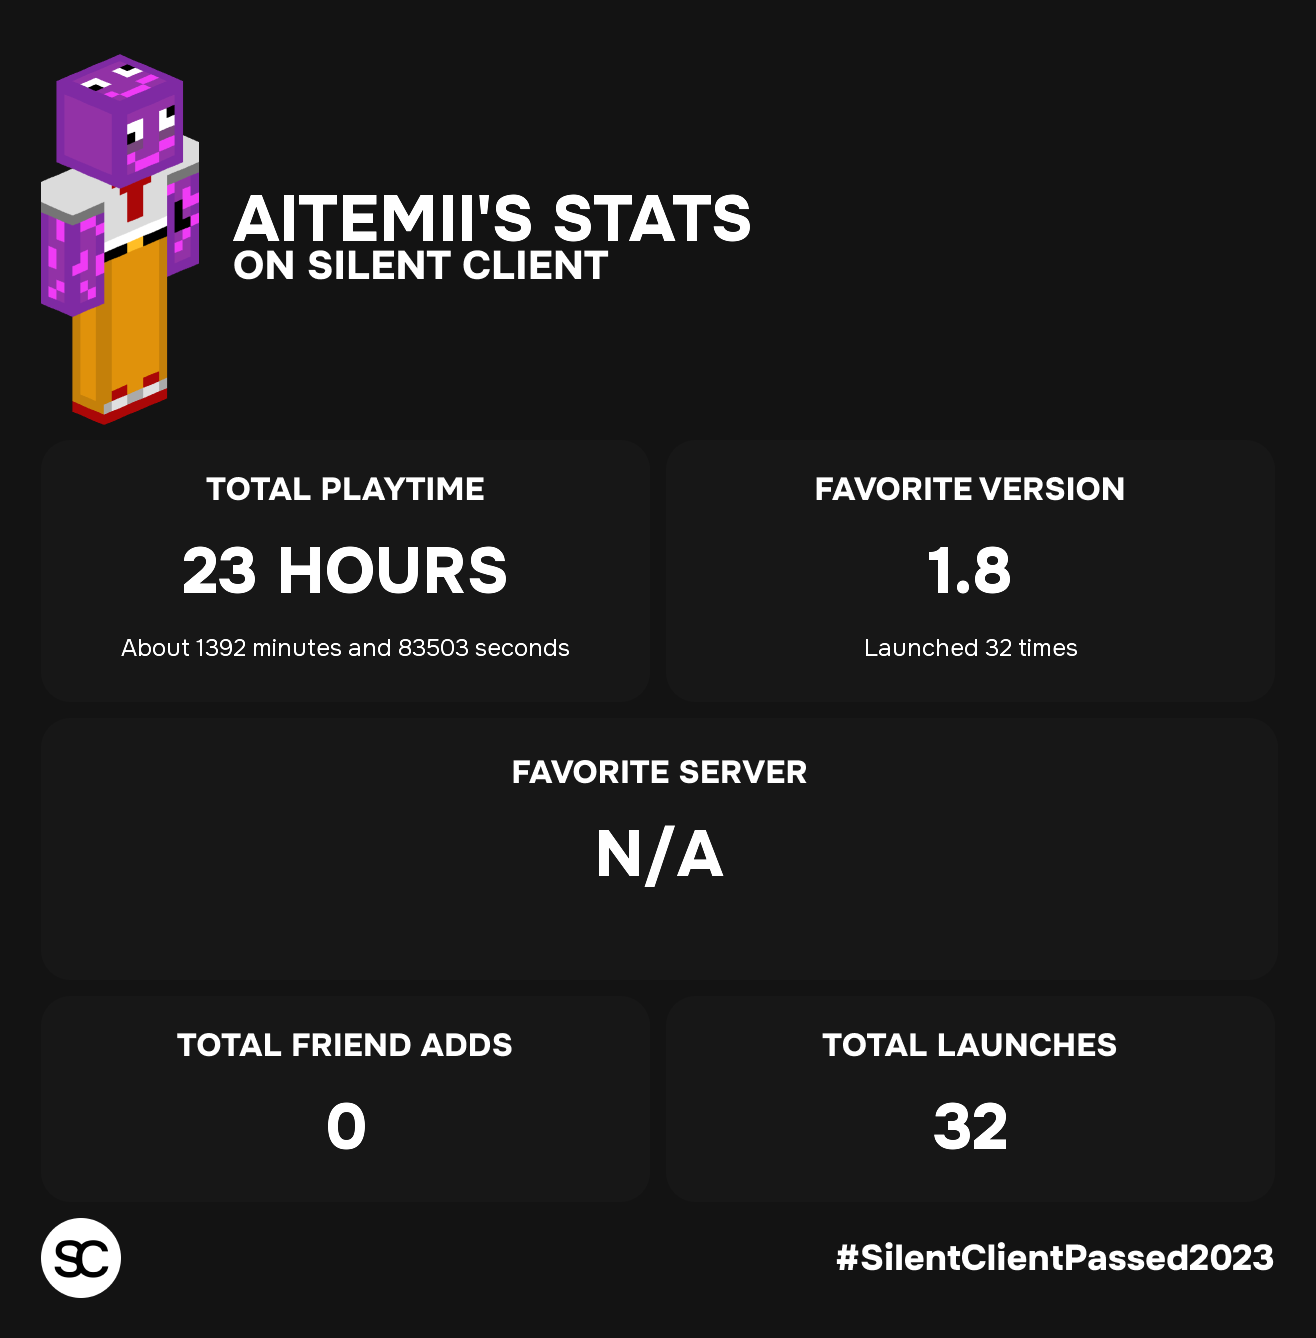 AITEMII'S STATS
ON SILENT CLIENT
TOTAL PLAYTIME
23 HOURS
About 1392 minutes and 83503 seconds
FAVORITE VERSION
1.8
Launched 32 times
FAVORITE SERVER
N/A
TOTAL FRIEND ADDS
0
TOTAL LAUNCHES
32
SC
#SilentClientPassed2023